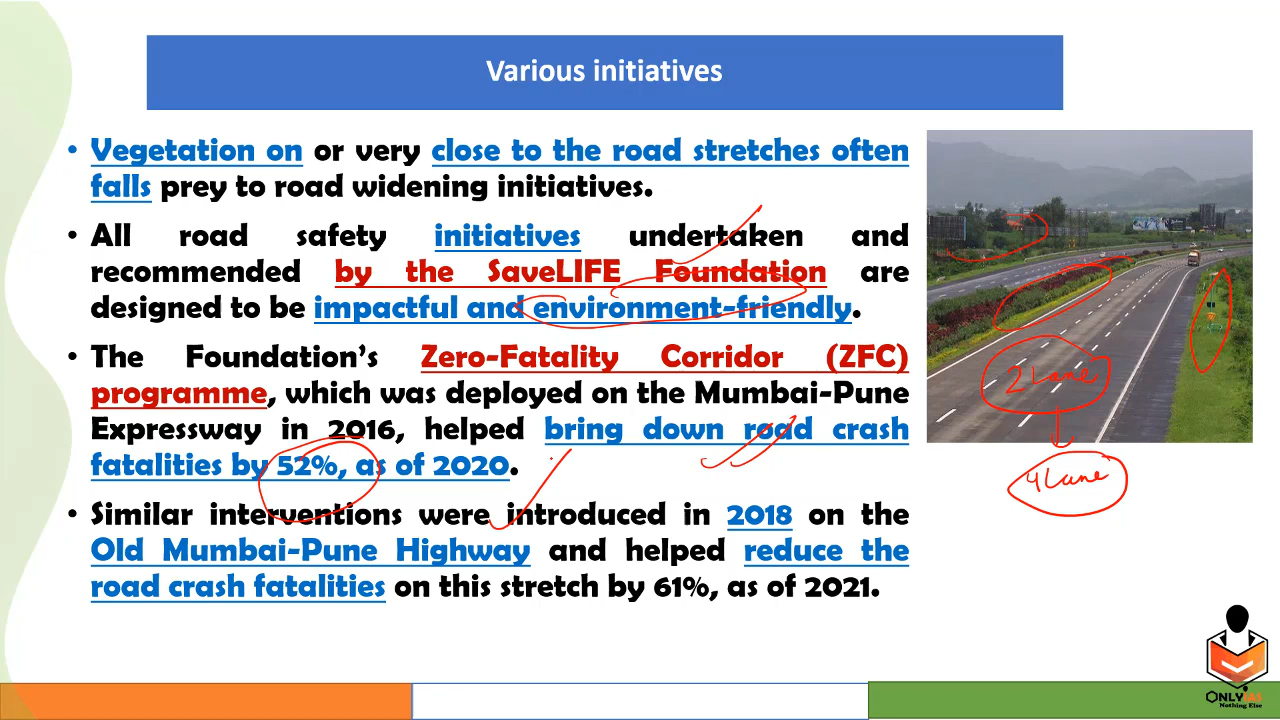 Various initiatives
• Vegetation on or very close to the road stretches often
falls prey to road widening initiatives.
• All road safety initiatives undertaken and
recommended by the SaveLIFE Foundation are
designed to be impactful and environment-friendly.
• The Foundation's Zero-Fatality Corridor (ZFC)
programme, which was deployed on the Mumbai-Pune
Expressway in 2016, helped bring down road crash
fatalities by 52%, as of 2020.
• Similar interventions were introduced in 2018 on the
Old Mumbai-Pune Highway and helped reduce the
road crash fatalities on this stretch by 61%, as of 2021.
2 Lane
4 Lane
ONLYIAS
Nothing Else